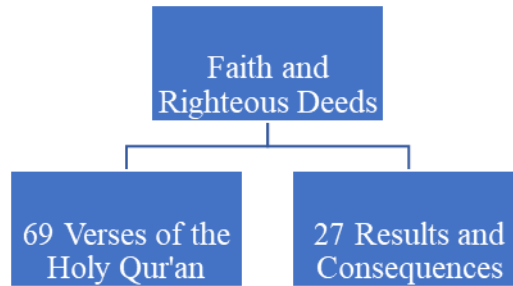 Faith and
Righteous Deeds
69 Verses of the
Holy Qur'an
27 Results and
Consequences